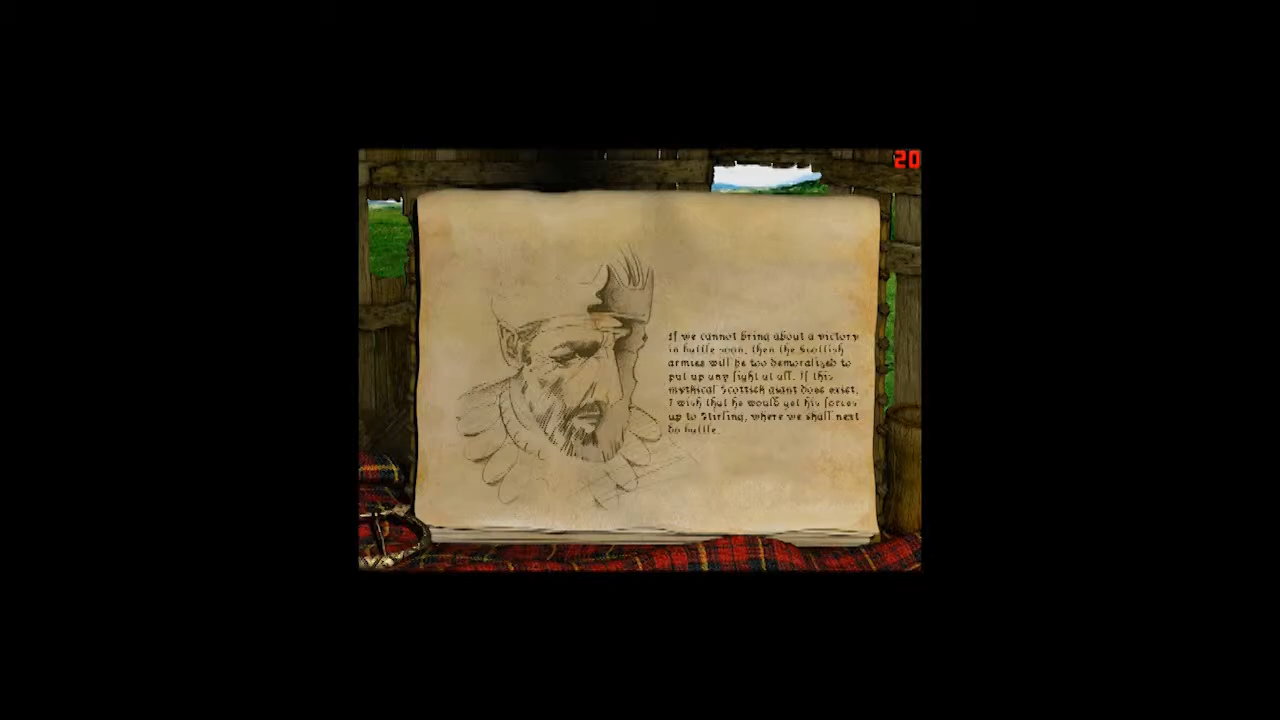 20
If we cannot bring about a victory
in battle soon, then the Scottish
armies will be too demoralized to
put up any fight at all. If this
mythical Scottish giant does exist,
I wish that he would get his forces
up to Stirling, where we shall next
do battle.